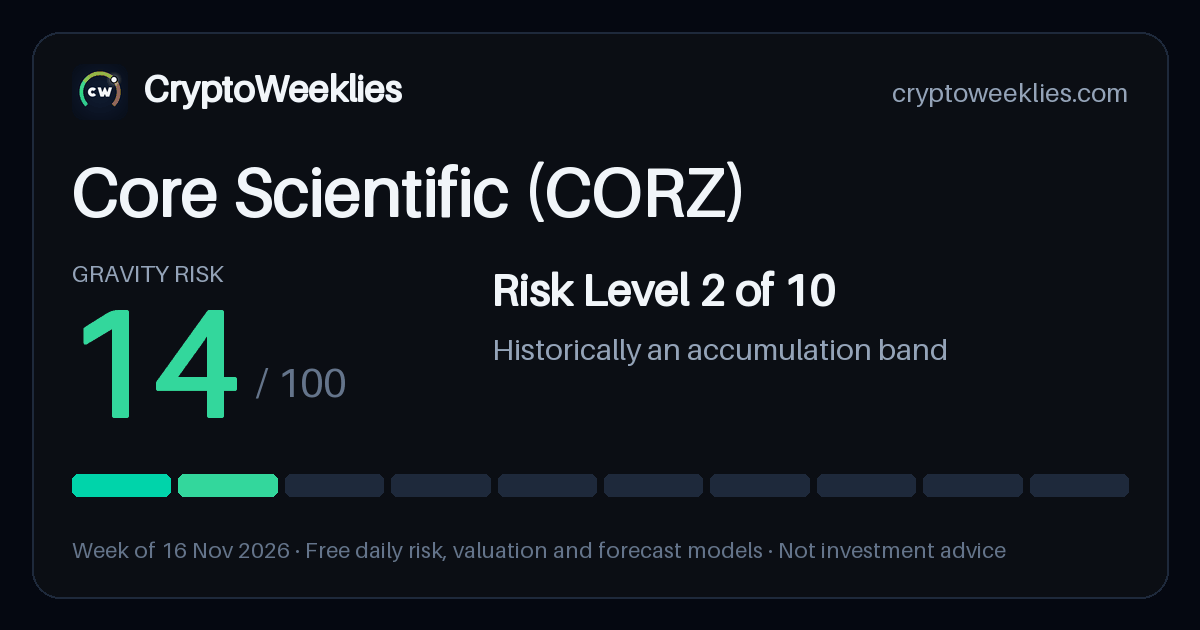 CW
CryptoWeeklies
cryptoweeklies.com
Core Scientific (CORZ)
GRAVITY RISK
14 / 100
Risk Level 2 of 10
Historically an accumulation band
Week of 16 Nov 2026 · Free daily risk, valuation and forecast models · Not investment advice